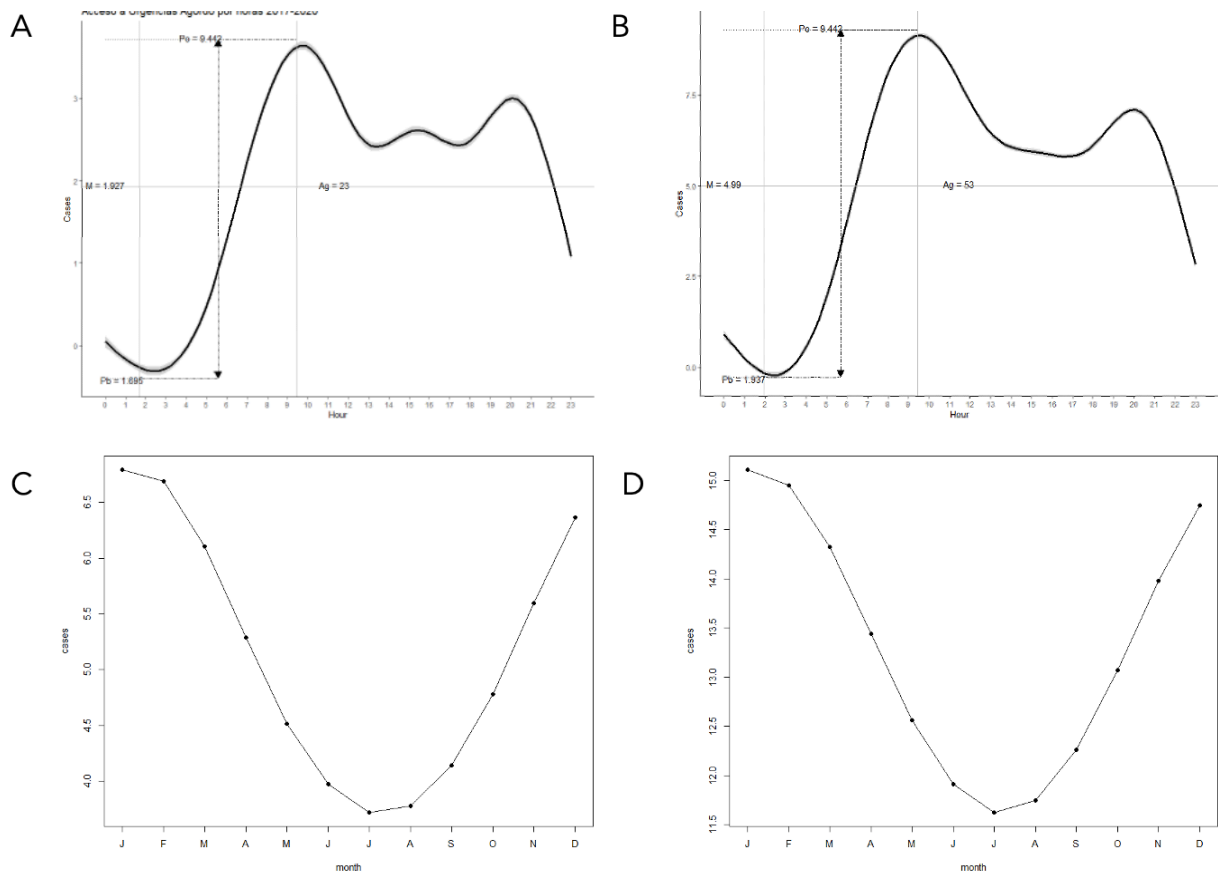 A
Acceso a Urgencias Agordo por horas 2017-2020
Po = 9.442
3
M = 1.927
Ag = 23
Cases
1
0
Pb = 1.695
0 1 2 3 4 5 6 7 8 9 10 11 12 13 14 15 16 17 18 19 20 21 22 23
Hour
B
Po = 9.442
7.5
M = 4.99
5.0
Ag = 53
Cases
2.5
0.0
Pb = 1.937
0 1 2 3 4 5 6 7 8 9 10 11 12 13 14 15 16 17 18 19 20 21 22 23
Hour
C
6.5
6.0
5.5
5.0
4.5
4.0
cases
J F M A M J J A S O N D
month
D
15.0
14.5
14.0
13.5
13.0
12.5
12.0
11.5
cases
J F M A M J J A S O N D
month